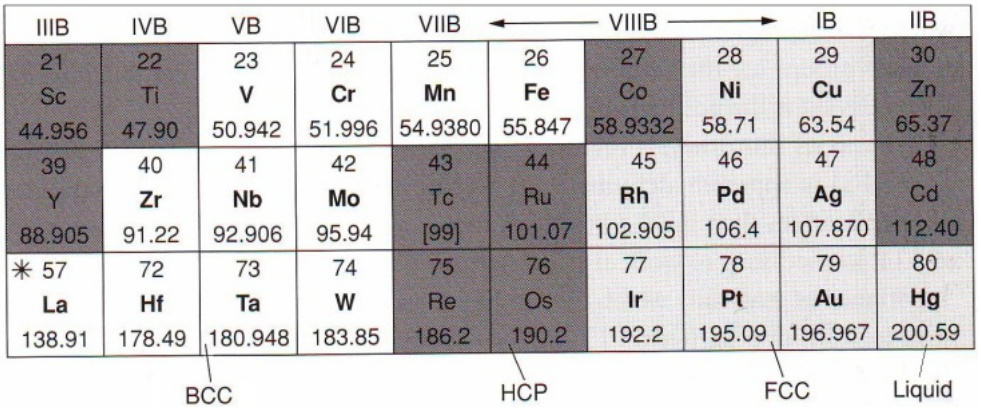 IIIB IVB VB VIB VIIB VIIIB IB IIB
21 22 23 24 25 26 27 28 29 30
Sc Ti V Cr Mn Fe Co Ni Cu Zn
44.956 47.90 50.942 51.996 54.9380 55.847 58.9332 58.71 63.54 65.37
39 40 41 42 43 44 45 46 47 48
Y Zr Nb Mo Tc Ru Rh Pd Ag Cd
88.905 91.22 92.906 95.94 [99] 101.07 102.905 106.4 107.870 112.40
* 57 72 73 74 75 76 77 78 79 80
La Hf Ta W Re Os Ir Pt Au Hg
138.91 178.49 180.948 183.85 186.2 190.2 192.2 195.09 196.967 200.59
BCC HCP FCC Liquid